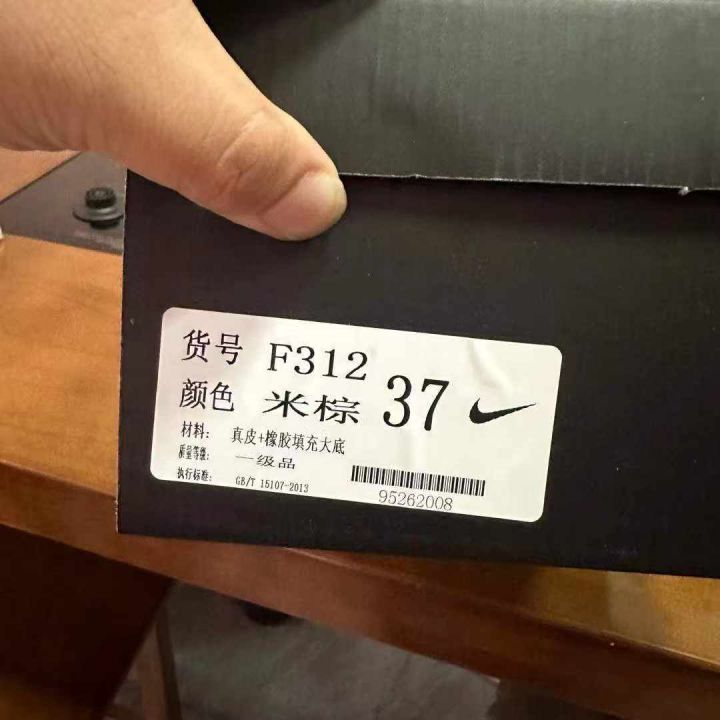 货号 F312
颜色 米棕 37
材料: 真皮+橡胶填充大底
质量等级: 一级品
执行标准: GB/T 15107-2013
95262008